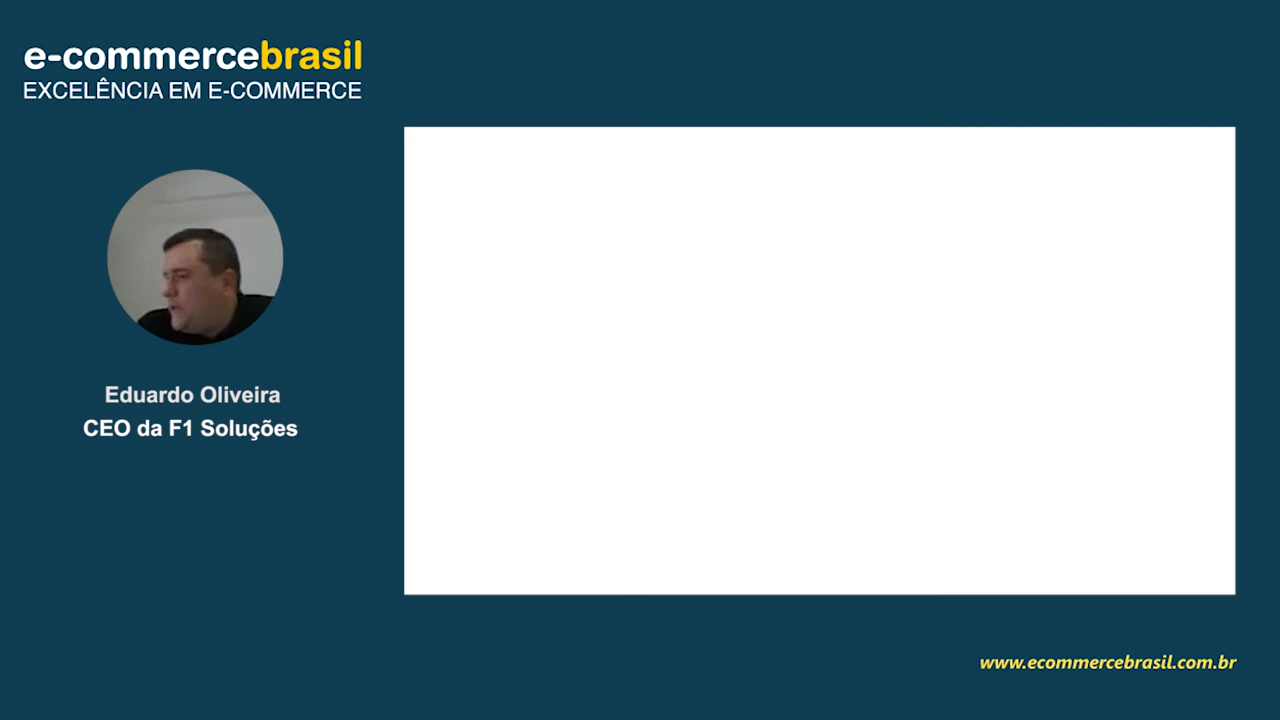 e-commercebrasil
EXCELÊNCIA EM E-COMMERCE
Eduardo Oliveira
CEO da F1 Soluções
www.ecommercebrasil.com.br